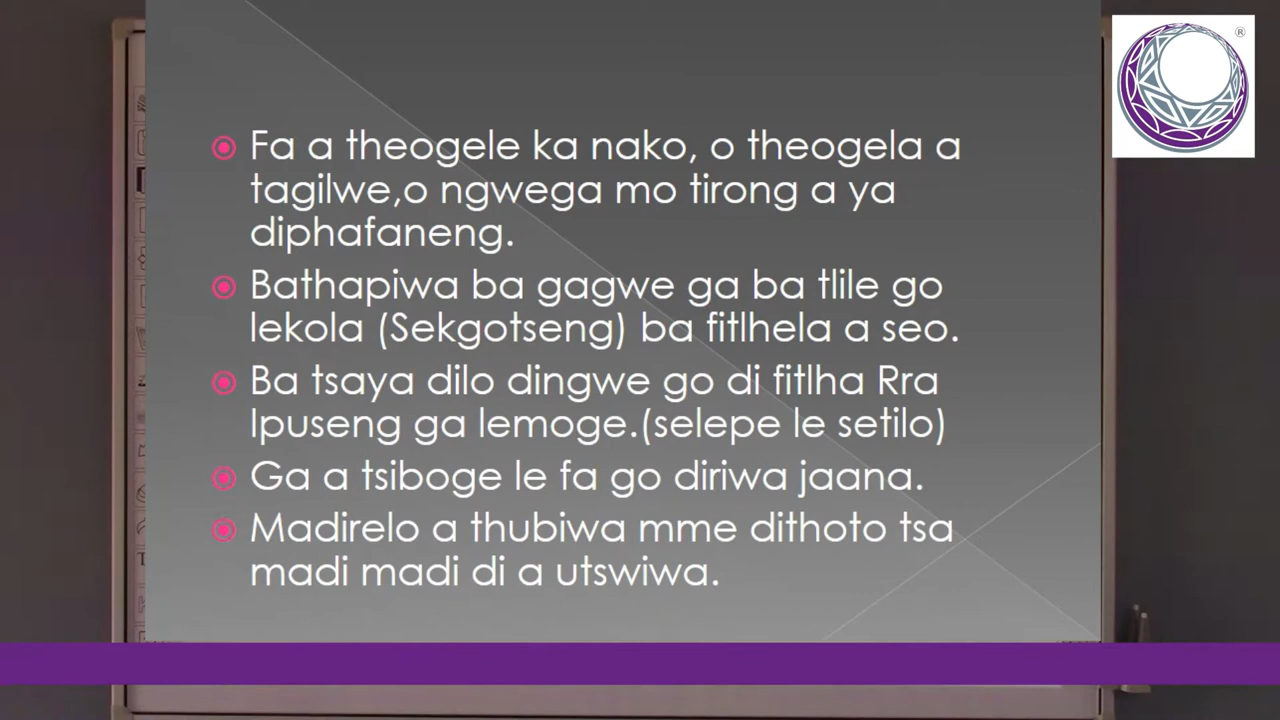 Fa a theogele ka nako, o theogela a
tagilwe,o ngwega mo tirong a ya
diphafaneng.
Bathapiwa ba gagwe ga ba tlile go
lekola (Sekgotseng) ba fitlhela a seo.
Ba tsaya dilo dingwe go di fitlha Rra
Ipuseng ga lemoge.(selepe le setilo)
Ga a tsiboge le fa go diriwa jaana.
Madirelo a thubiwa mme dithoto tsa
madi madi di a utswiwa.
®